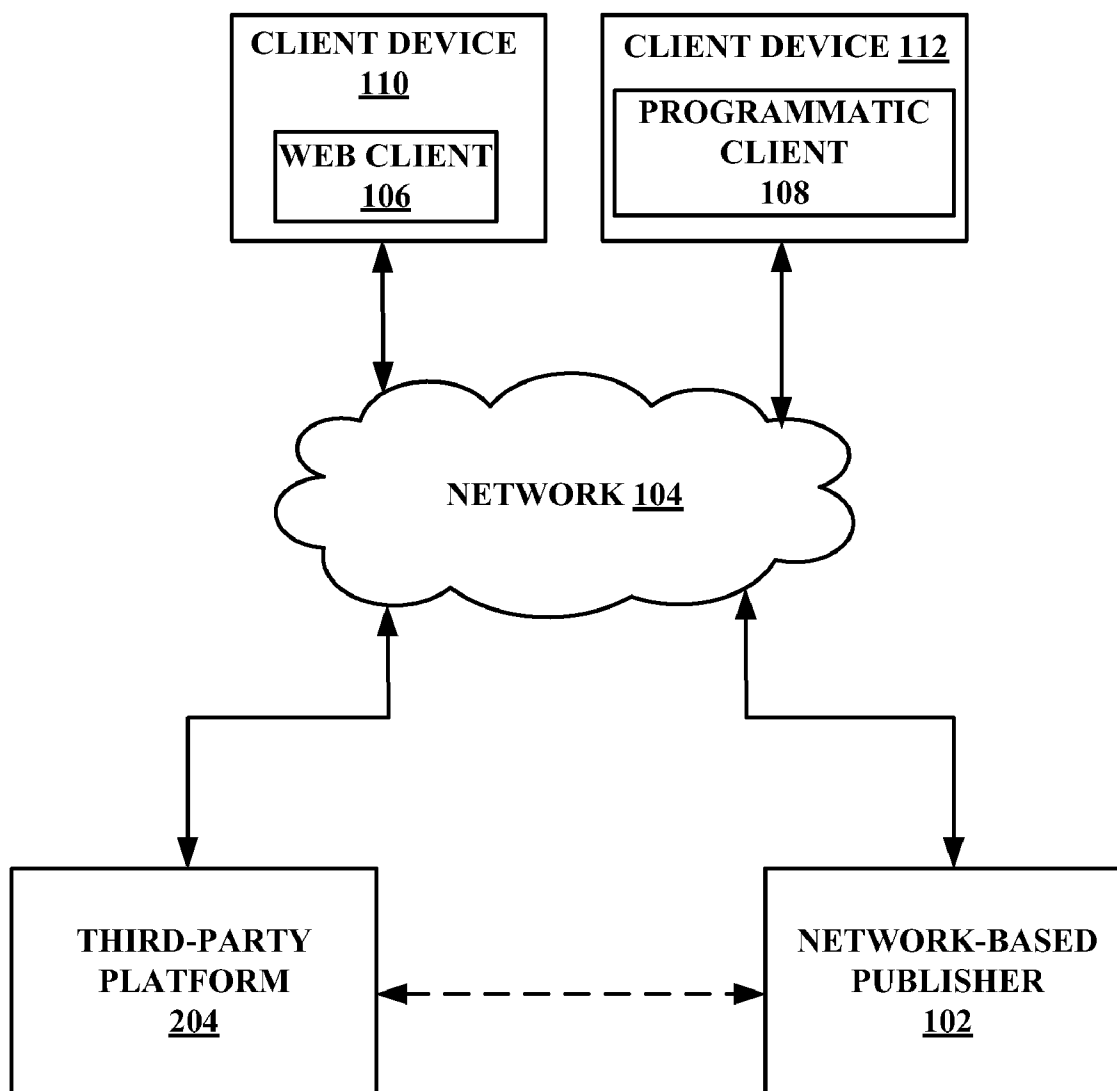 CLIENT DEVICE
110
WEB CLIENT
106
CLIENT DEVICE 112
PROGRAMMATIC
CLIENT
108
NETWORK 104
THIRD-PARTY
PLATFORM
204
NETWORK-BASED
PUBLISHER
102